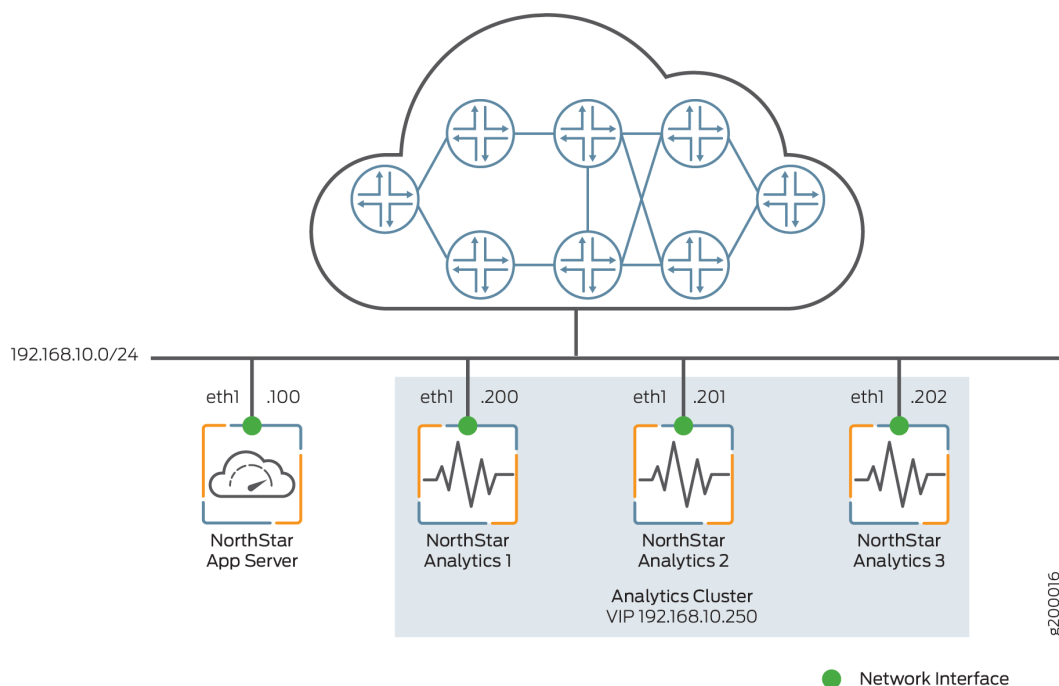 192.168.10.0/24
eth1 .100
eth1 .200
eth1 .201
eth1 .202
NorthStar
App Server
NorthStar
Analytics 1
NorthStar
Analytics 2
NorthStar
Analytics 3
Analytics Cluster
VIP 192.168.10.250
g200016
Network Interface